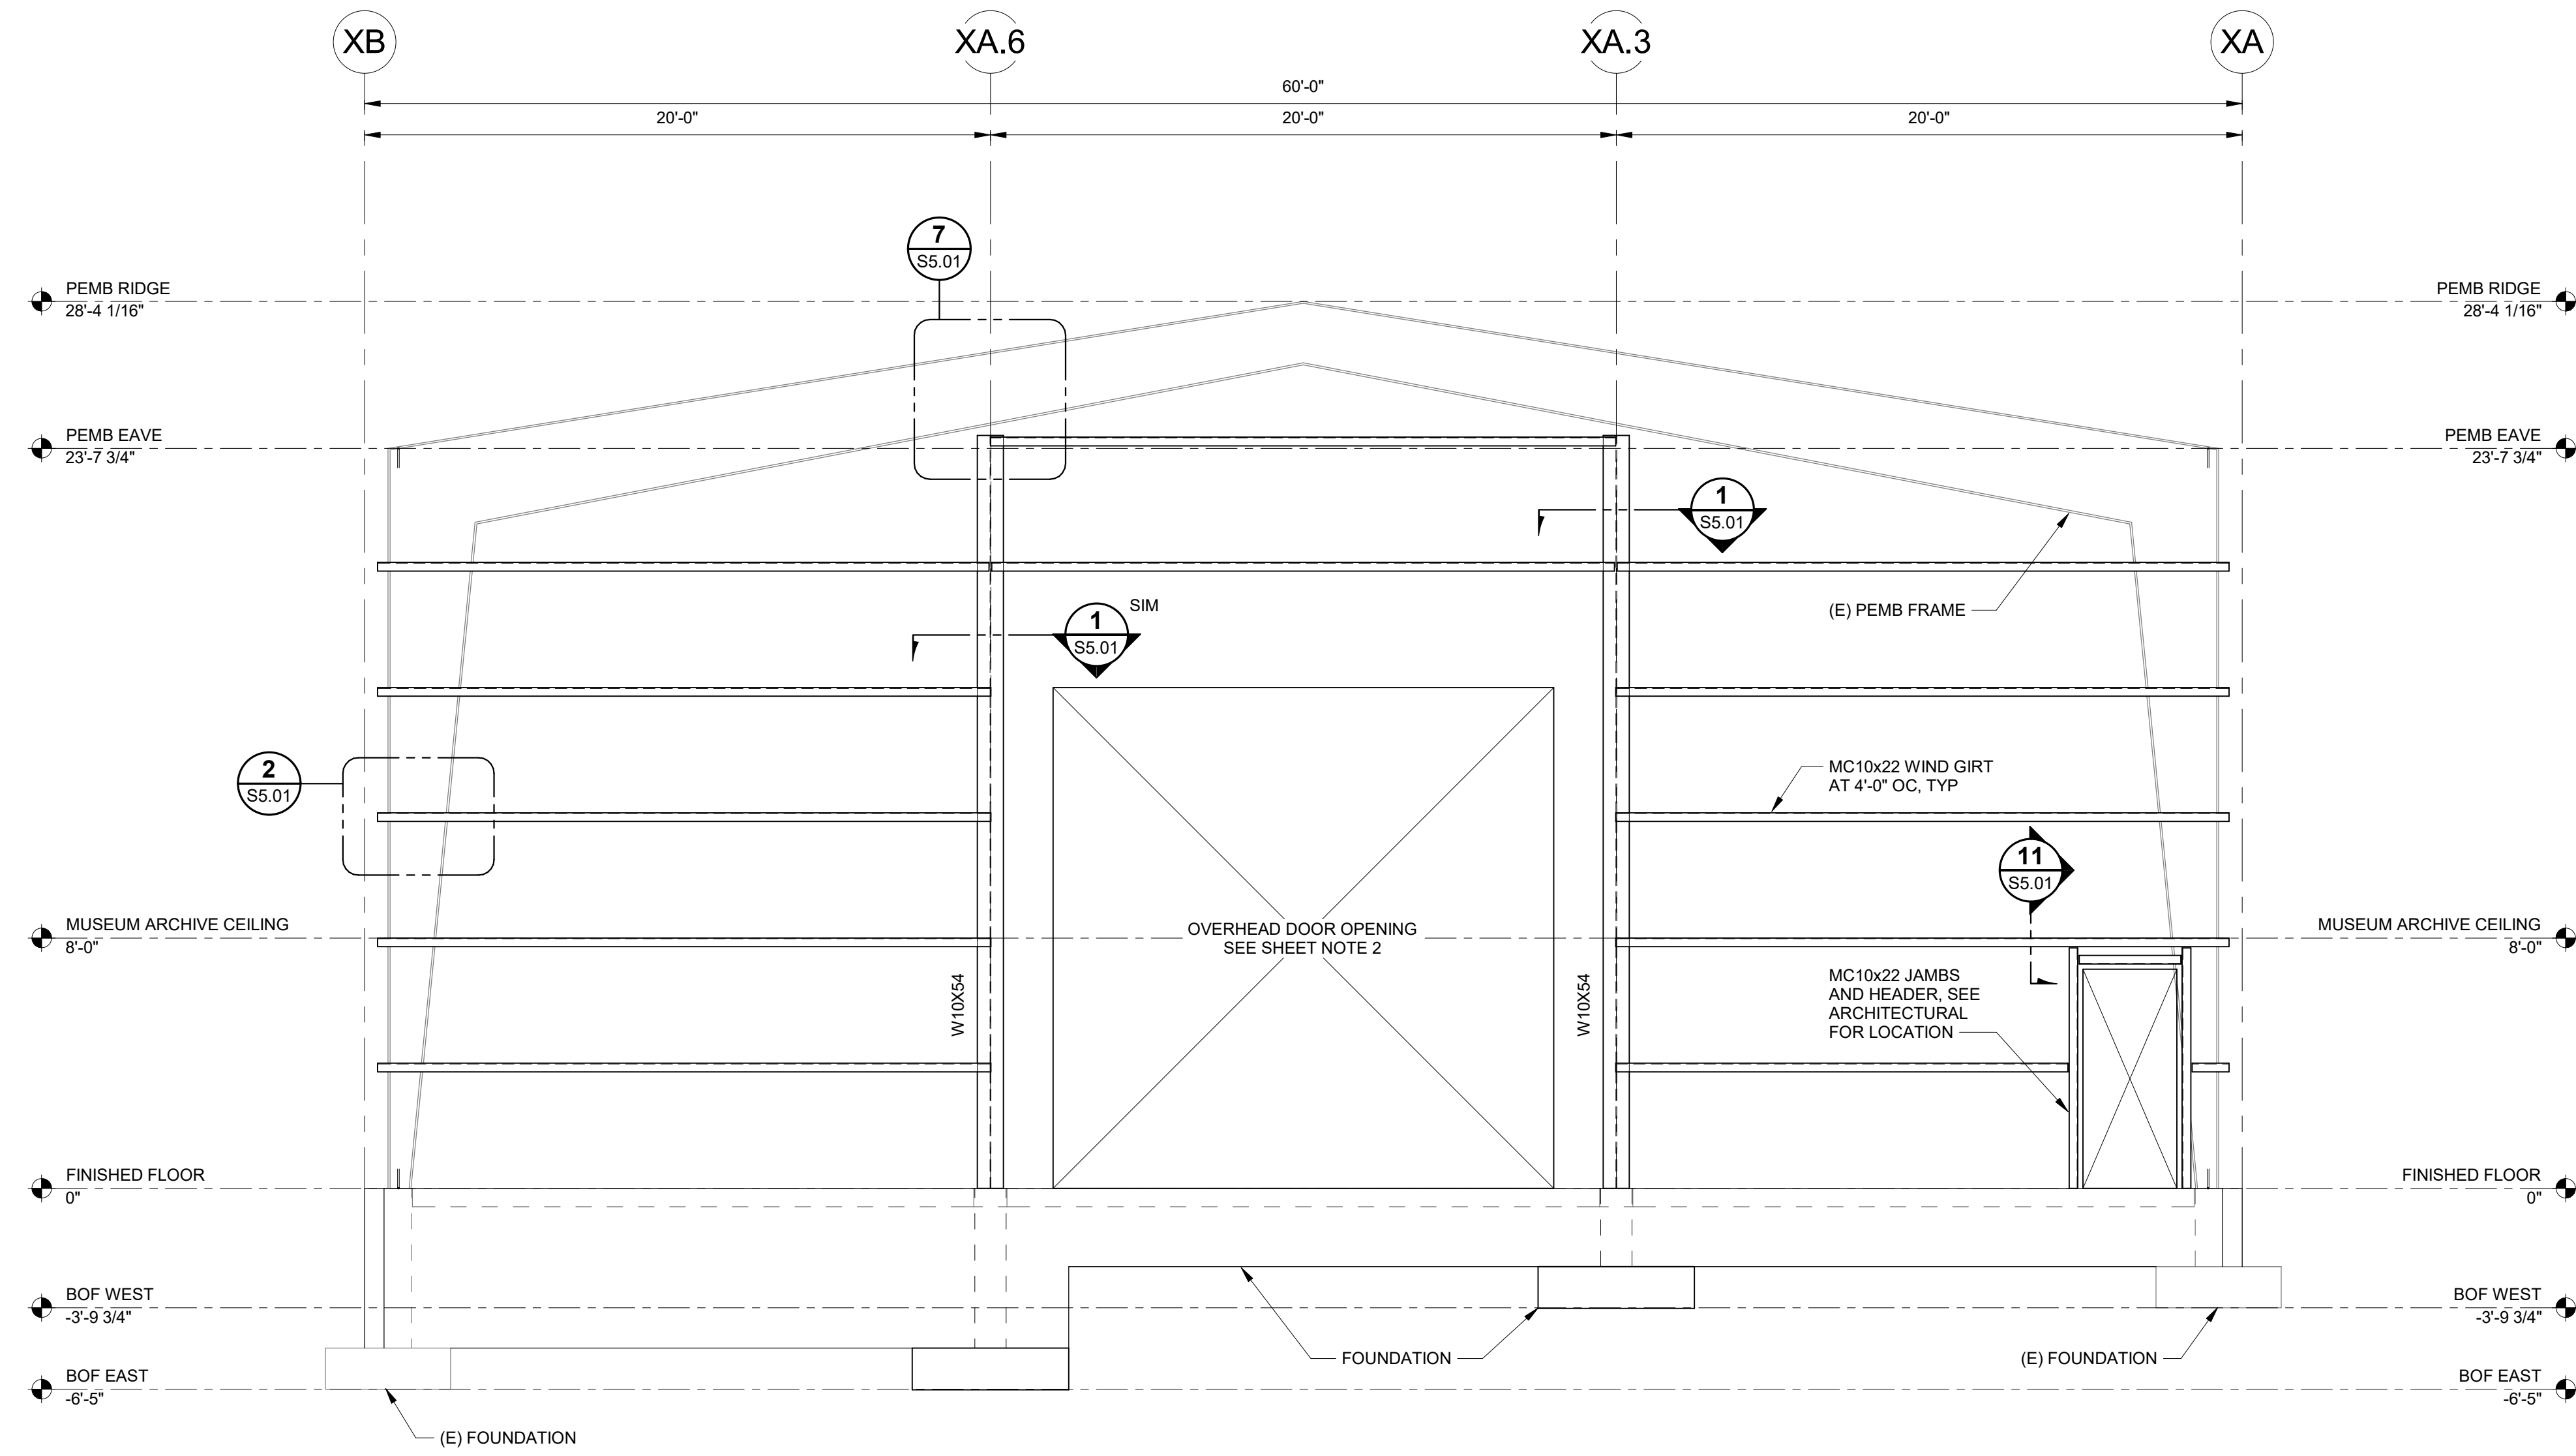 XB
XA.6
XA.3
XA
60'-0"
20'-0"
20'-0"
20'-0"
7
S5.01
PEMB RIDGE
28'-4 1/16"
PEMB RIDGE
28'-4 1/16"
PEMB EAVE
23'-7 3/4"
PEMB EAVE
23'-7 3/4"
1
S5.01
(E) PEMB FRAME
1
S5.01
SIM
2
S5.01
MC10x22 WIND GIRT
AT 4'-0" OC, TYP
11
S5.01
MUSEUM ARCHIVE CEILING
8'-0"
OVERHEAD DOOR OPENING
SEE SHEET NOTE 2
MUSEUM ARCHIVE CEILING
8'-0"
W10X54
W10X54
MC10x22 JAMBS
AND HEADER, SEE
ARCHITECTURAL
FOR LOCATION
FINISHED FLOOR
0"
FINISHED FLOOR
0"
BOF WEST
-3'-9 3/4"
BOF WEST
-3'-9 3/4"
FOUNDATION
(E) FOUNDATION
BOF EAST
-6'-5"
BOF EAST
-6'-5"
(E) FOUNDATION